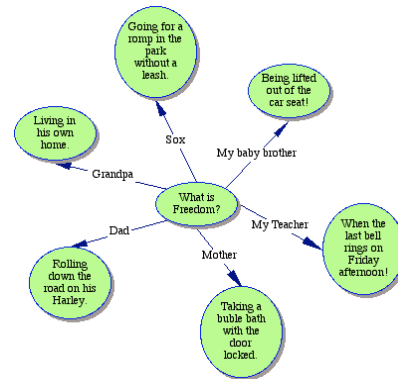 Going for a
romp in the
park
without a
leash.
Being lifted
out of the
car seat!
Living in
his own
home.
Sox
My baby brother
Grandpa
What is
Freedom?
My Teacher
Dad
Mother
When the
last bell
rings on
Friday
afternoon!
Rolling
down the
road on his
Harley.
Taking a
buble bath
with the
door
locked.